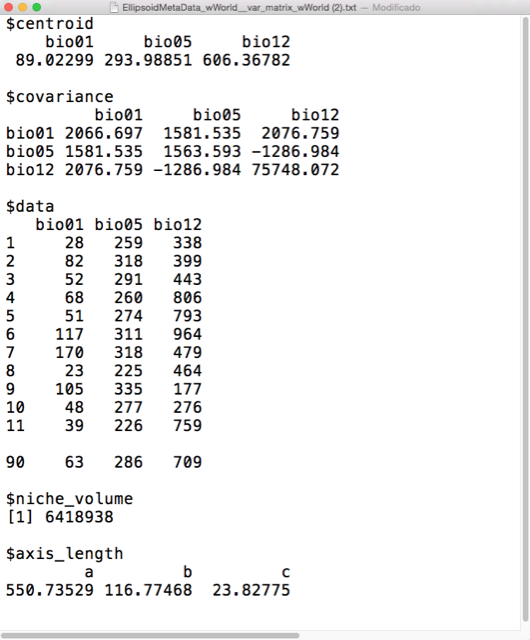 EllipsoidMetaData_wWorld__var_matrix_wWorld (2).txt — Modificado
$centroid
bio01 bio05 bio12
89.02299 293.98851 606.36782
$covariance
bio01 bio05 bio12
bio01 2066.697 1581.535 2076.759
bio05 1581.535 1563.593 -1286.984
bio12 2076.759 -1286.984 75748.072
$data
bio01 bio05 bio12
1 28 259 338
2 82 318 399
3 52 291 443
4 68 260 806
5 51 274 793
6 117 311 964
7 170 318 479
8 23 225 464
9 105 335 177
10 48 277 276
11 39 226 759
90 63 286 709
$niche_volume
[1] 6418938
$axis_length
a b c
550.73529 116.77468 23.82775